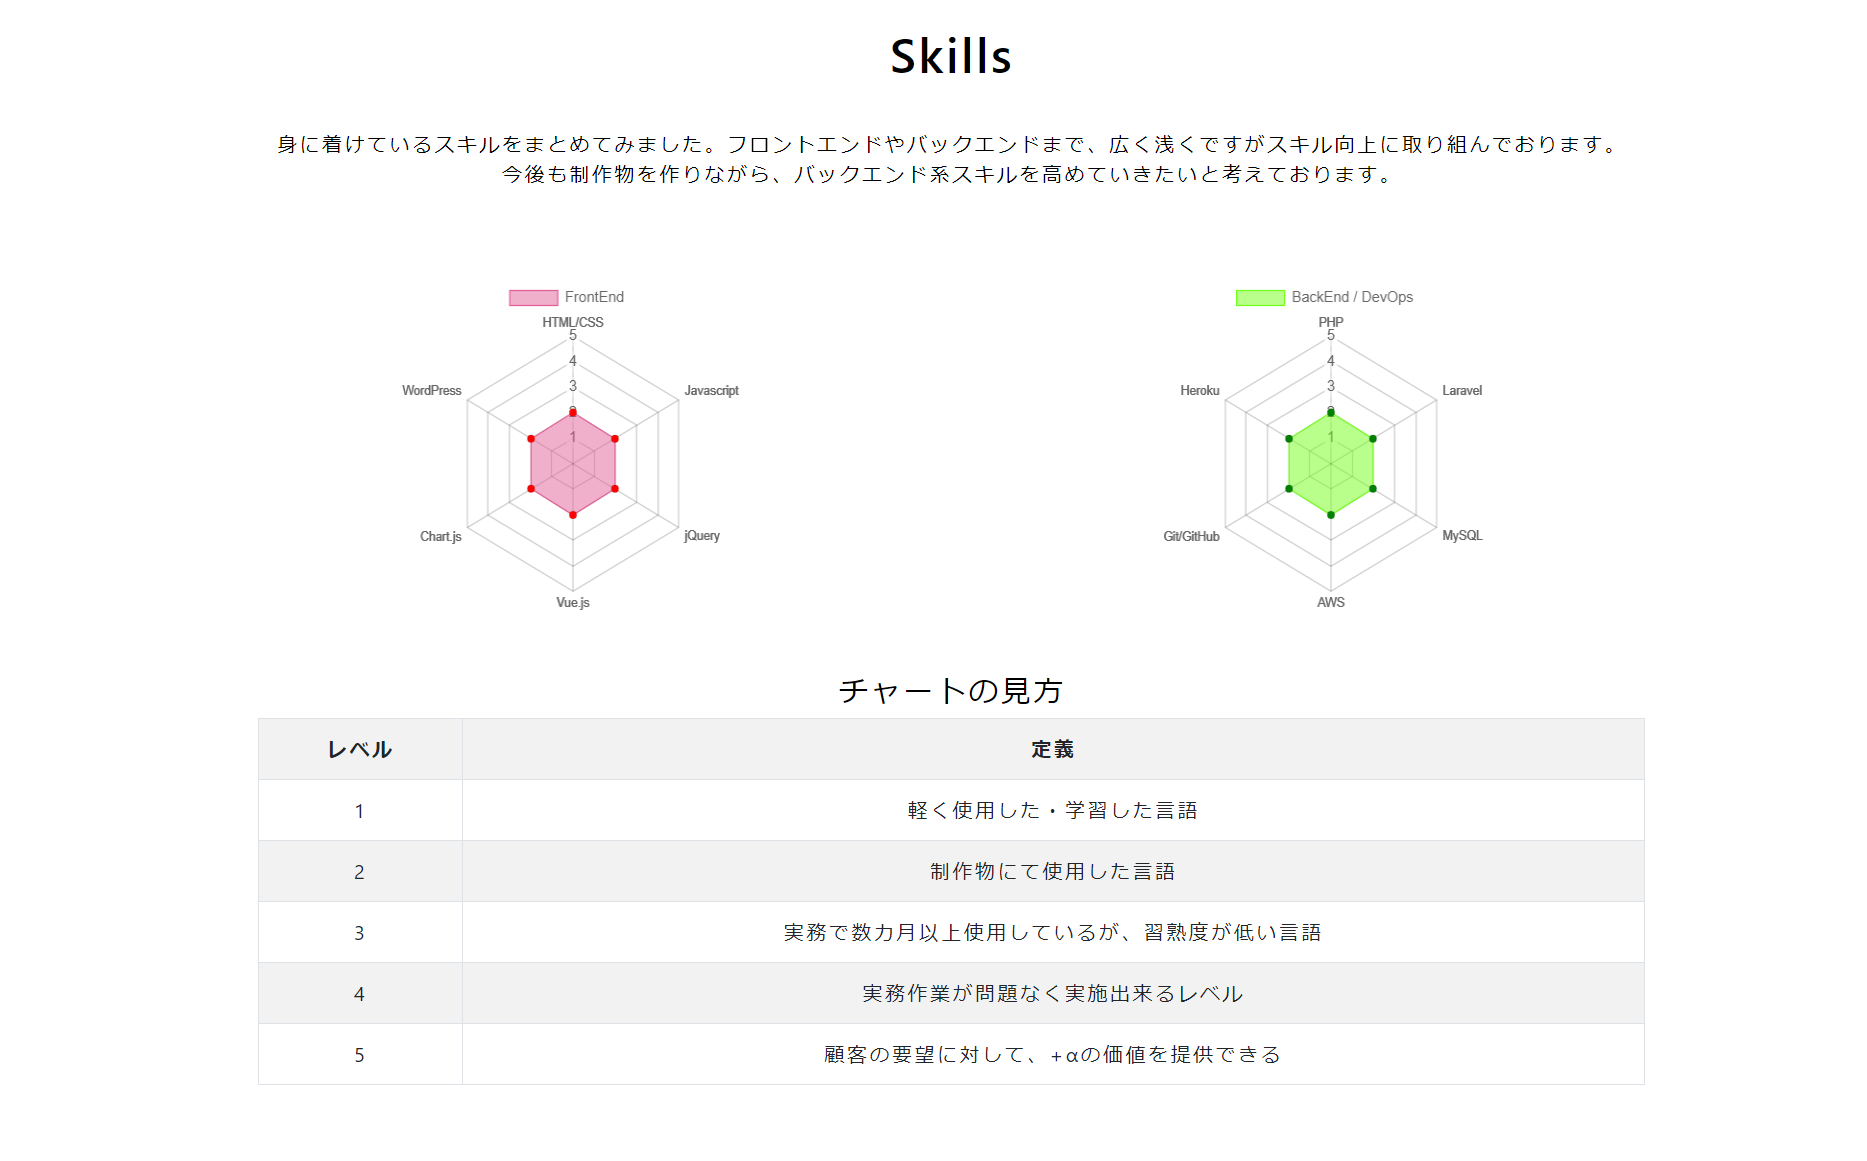 Skills
身に着けているスキルをまとめてみました。フロントエンドやバックエンドまで、広く浅くですがスキル向上に取り組んでおります。
今後も制作物を作りながら、バックエンド系スキルを高めていきたいと考えております。
FrontEnd
HTML/CSS
5
4
3
2
1
WordPress
Javascript
Chart.js
jQuery
Vue.js
BackEnd / DevOps
PHP
5
4
3
2
1
Heroku
Laravel
Git/GitHub
MySQL
AWS
チャートの見方
レベル 定義
1 軽く使用した・学習した言語
2 制作物にて使用した言語
3 実務で数カ月以上使用しているが、習熟度が低い言語
4 実務作業が問題なく実施出来るレベル
5 顧客の要望に対して、+αの価値を提供できる